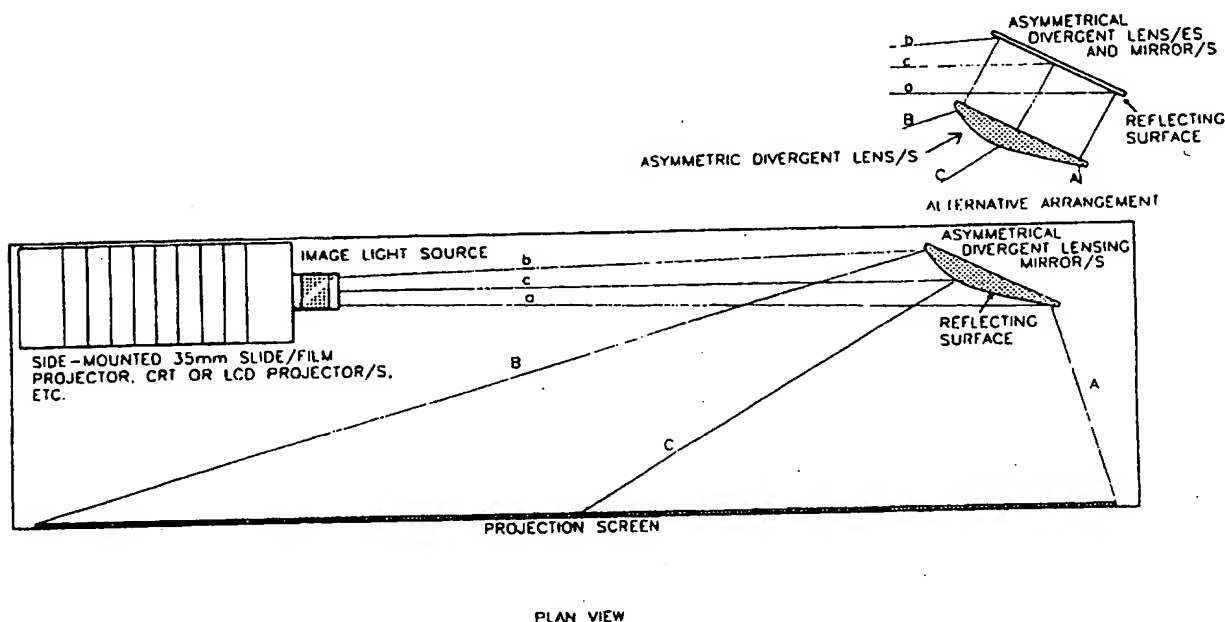 ASYMMETRICAL
DIVERGENT LENS/ES
AND MIRROR/S
b
c
a
B
REFLECTING
SURFACE
ASYMMETRIC DIVERGENT LENS/S
C
A
ALTERNATIVE ARRANGEMENT
IMAGE LIGHT SOURCE
ASYMMETRICAL
DIVERGENT LENSING
MIRROR/S
b
c
a
REFLECTING
SURFACE
SIDE-MOUNTED 35mm SLIDE/FILM
PROJECTOR, CRT OR LCD PROJECTOR/S,
ETC.
B
A
C
PROJECTION SCREEN
PLAN VIEW